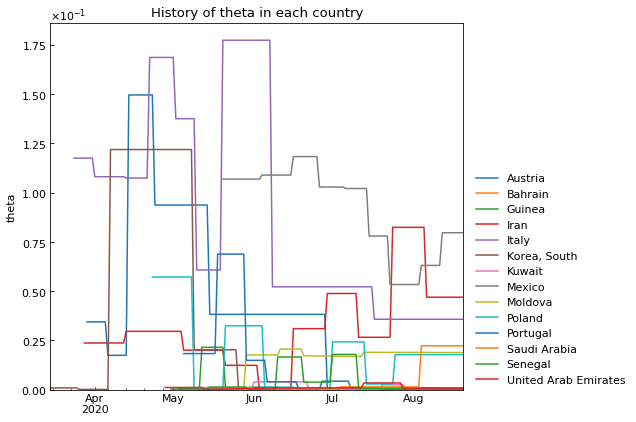 History of theta in each country
×10⁻¹
1.75
1.50
1.25
1.00
0.75
0.50
0.25
0.00
theta
Apr
2020
May
Jun
Jul
Aug
Austria
Bahrain
Guinea
Iran
Italy
Korea, South
Kuwait
Mexico
Moldova
Poland
Portugal
Saudi Arabia
Senegal
United Arab Emirates